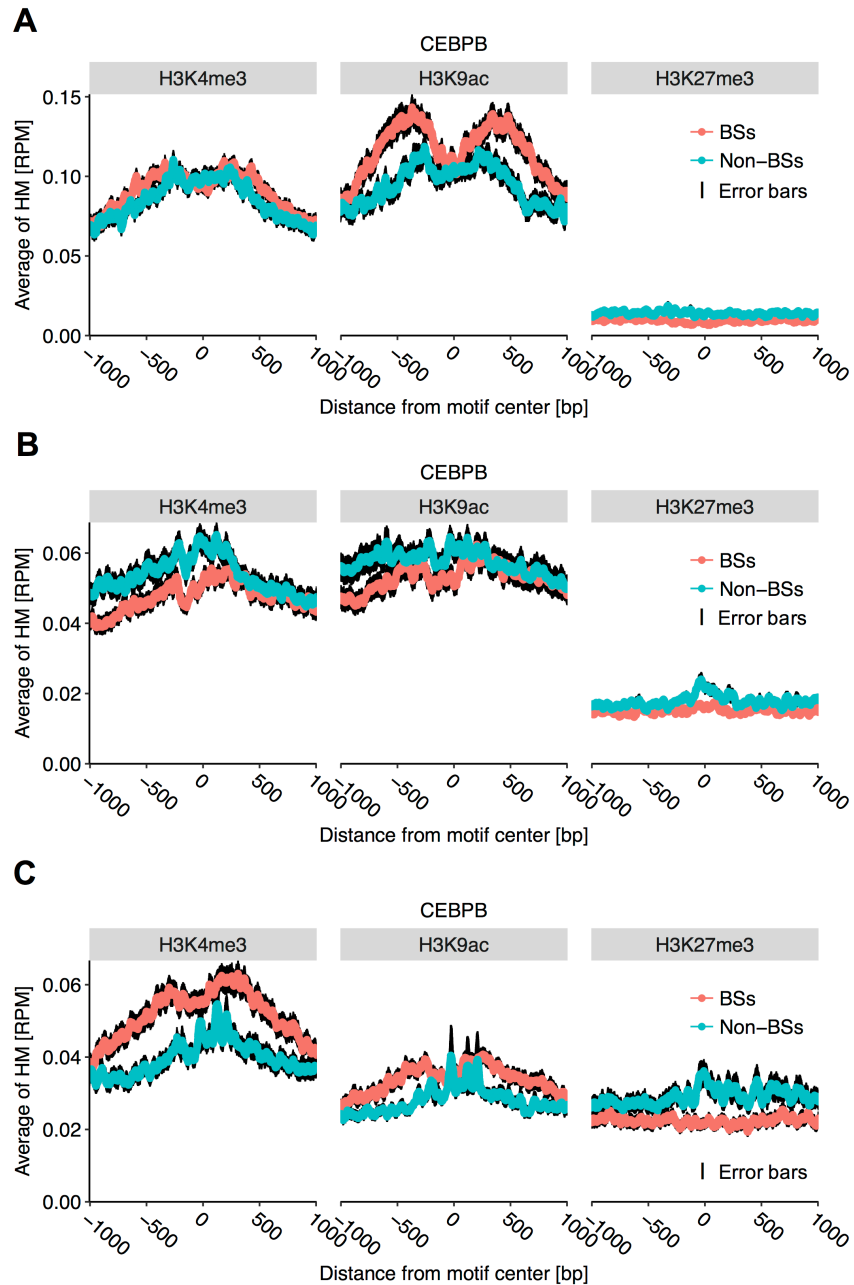 A
CEBPB
H3K4me3 H3K9ac H3K27me3
Average of HM [RPM]
0.15
0.10
0.05
0.00
BSs
Non−BSs
Error bars
−1000 −500 0 500 1000 −1000 −500 0 500 1000 −1000 −500 0 500 1000
Distance from motif center [bp]
B
CEBPB
H3K4me3 H3K9ac H3K27me3
Average of HM [RPM]
0.06
0.04
0.02
0.00
BSs
Non−BSs
Error bars
−1000 −500 0 500 1000 −1000 −500 0 500 1000 −1000 −500 0 500 1000
Distance from motif center [bp]
C
CEBPB
H3K4me3 H3K9ac H3K27me3
Average of HM [RPM]
0.06
0.04
0.02
0.00
BSs
Non−BSs
Error bars
−1000 −500 0 500 1000 −1000 −500 0 500 1000 −1000 −500 0 500 1000
Distance from motif center [bp]